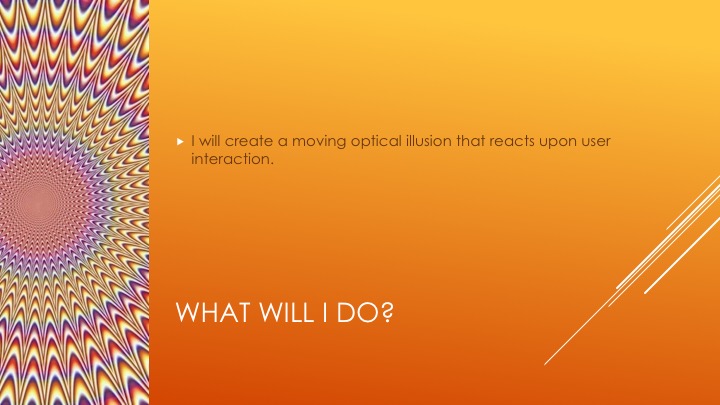 I will create a moving optical illusion that reacts upon user
interaction.
WHAT WILL I DO?